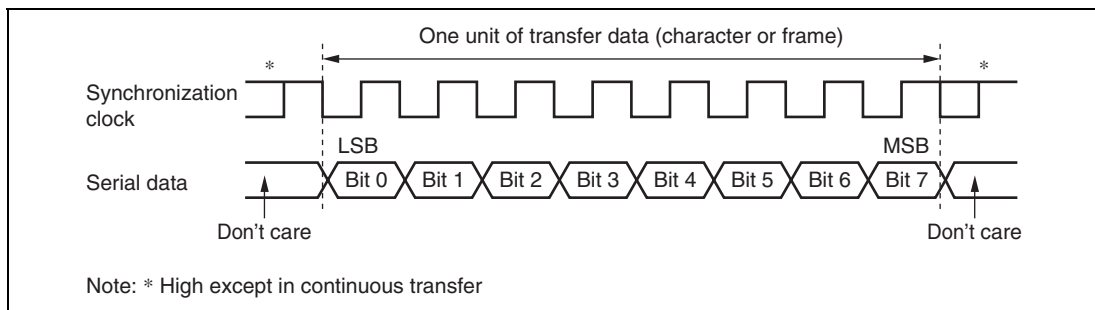 One unit of transfer data (character or frame)
* *
Synchronization
clock
LSB MSB
Serial data Bit 0 Bit 1 Bit 2 Bit 3 Bit 4 Bit 5 Bit 6 Bit 7
Don't care Don't care
Note: * High except in continuous transfer